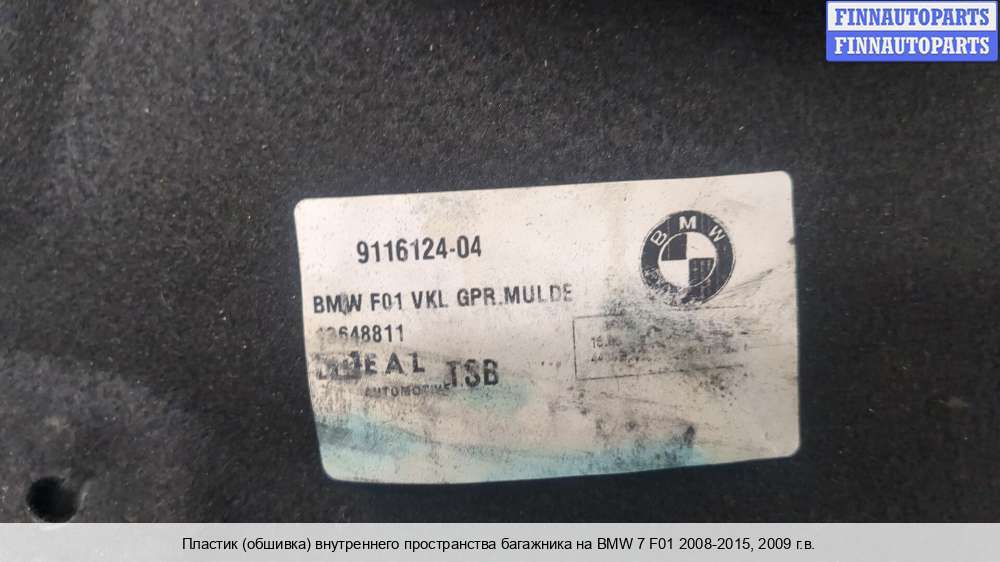 FINNAUTOPARTS
FINNAUTOPARTS
9116124-04
BMW
BMW F01 VKL GPR.MULDE
TSB
AUTOMOTIVE
Пластик (обшивка) внутреннего пространства багажника на BMW 7 F01 2008-2015, 2009 г.в.